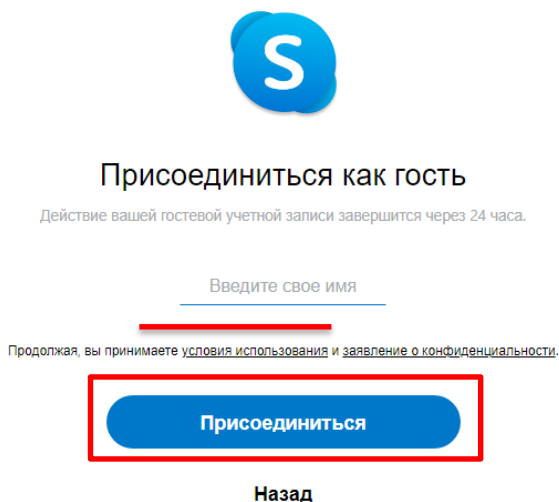 S
Присоединиться как гость
Действие вашей гостевой учетной записи завершится через 24 часа.
Введите свое имя
Продолжая, вы принимаете условия использования и заявление о конфиденциальности.
Присоединиться
Назад